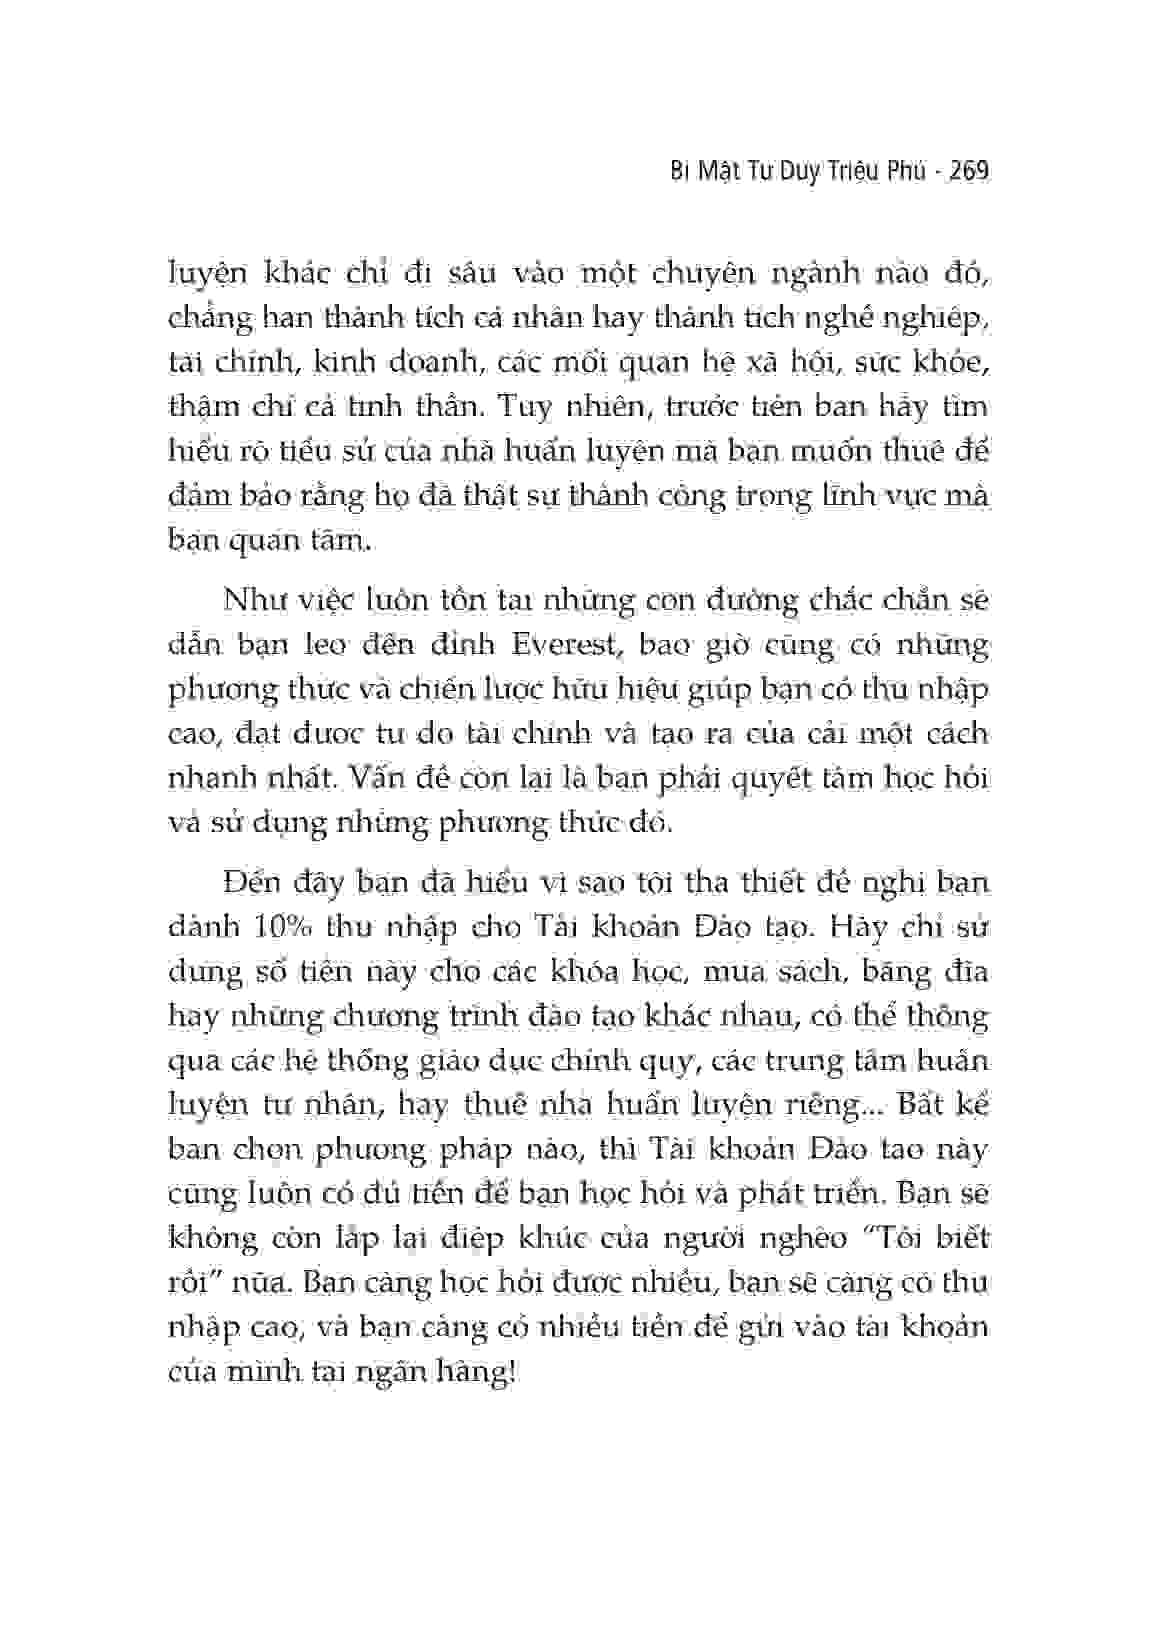 Bí Mật Tư Duy Triệu Phú - 269
luyện khác chỉ đi sâu vào một chuyên ngành nào đó,
chẳng hạn thành tích cá nhân hay thành tích nghề nghiệp,
tài chính, kinh doanh, các mối quan hệ xã hội, sức khỏe,
thậm chí cả tinh thần. Tuy nhiên, trước tiên bạn hãy tìm
hiểu rõ tiểu sử của nhà huấn luyện mà bạn muốn thuê để
đảm bảo rằng họ đã thật sự thành công trong lĩnh vực mà
bạn quan tâm.
Như việc luôn tồn tại những con đường chắc chắn sẽ
dẫn bạn leo đến đỉnh Everest, bao giờ cũng có những
phương thức và chiến lược hữu hiệu giúp bạn có thu nhập
cao, đạt được tự do tài chính và tạo ra của cải một cách
nhanh nhất. Vấn đề còn lại là bạn phải quyết tâm học hỏi
và sử dụng những phương thức đó.
Đến đây bạn đã hiểu vì sao tôi tha thiết đề nghị bạn
dành 10% thu nhập cho Tài khoản Đào tạo. Hãy chỉ sử
dụng số tiền này cho các khóa học, mua sách, băng đĩa
hay những chương trình đào tạo khác nhau, có thể thông
qua các hệ thống giáo dục chính quy, các trung tâm huấn
luyện tư nhân, hay thuê nhà huấn luyện riêng... Bất kể
bạn chọn phương pháp nào, thì Tài khoản Đào tạo này
cũng luôn có đủ tiền để bạn học hỏi và phát triển. Bạn sẽ
không còn lặp lại điệp khúc của người nghèo “Tôi biết
rồi” nữa. Bạn càng học hỏi được nhiều, bạn sẽ càng có thu
nhập cao, và bạn càng có nhiều tiền để gửi vào tài khoản
của mình tại ngân hàng!